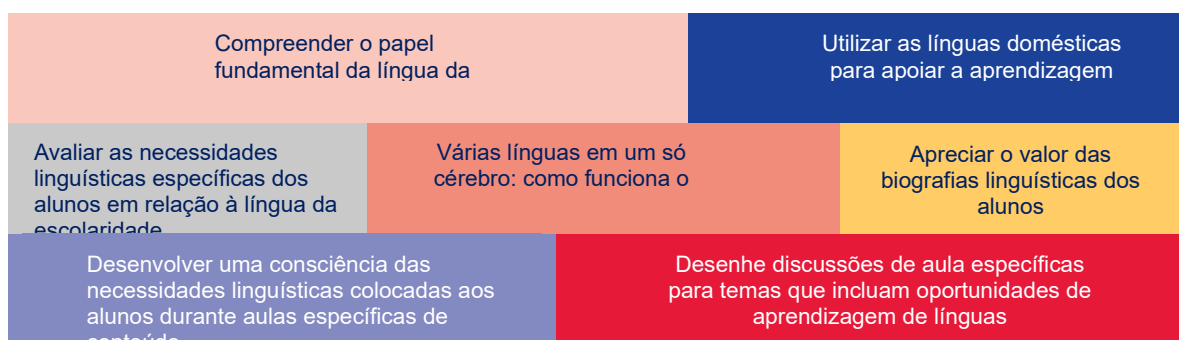 Compreender o papel
fundamental da língua da
Utilizar as línguas domésticas
para apoiar a aprendizagem
Avaliar as necessidades
linguísticas específicas dos
alunos em relação à língua da
escolaridade
Várias línguas em um só
cérebro: como funciona o
Apreciar o valor das
biografias linguísticas dos
alunos
Desenvolver uma consciência das
necessidades linguísticas colocadas aos
alunos durante aulas específicas de
conteúdo
Desenhe discussões de aula específicas
para temas que incluam oportunidades de
aprendizagem de línguas